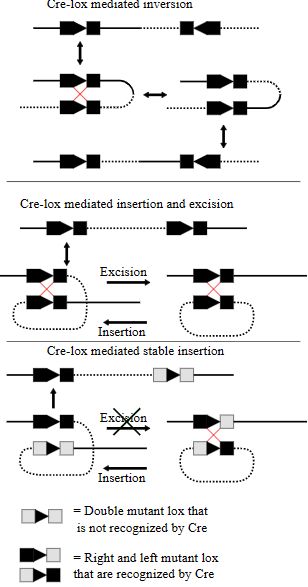 Cre-lox mediated inversion
Cre-lox mediated insertion and excision
Excision
Insertion
Cre-lox mediated stable insertion
Excision
Insertion
= Double mutant lox that
is not recognized by Cre
= Right and left mutant lox
that are recognized by Cre